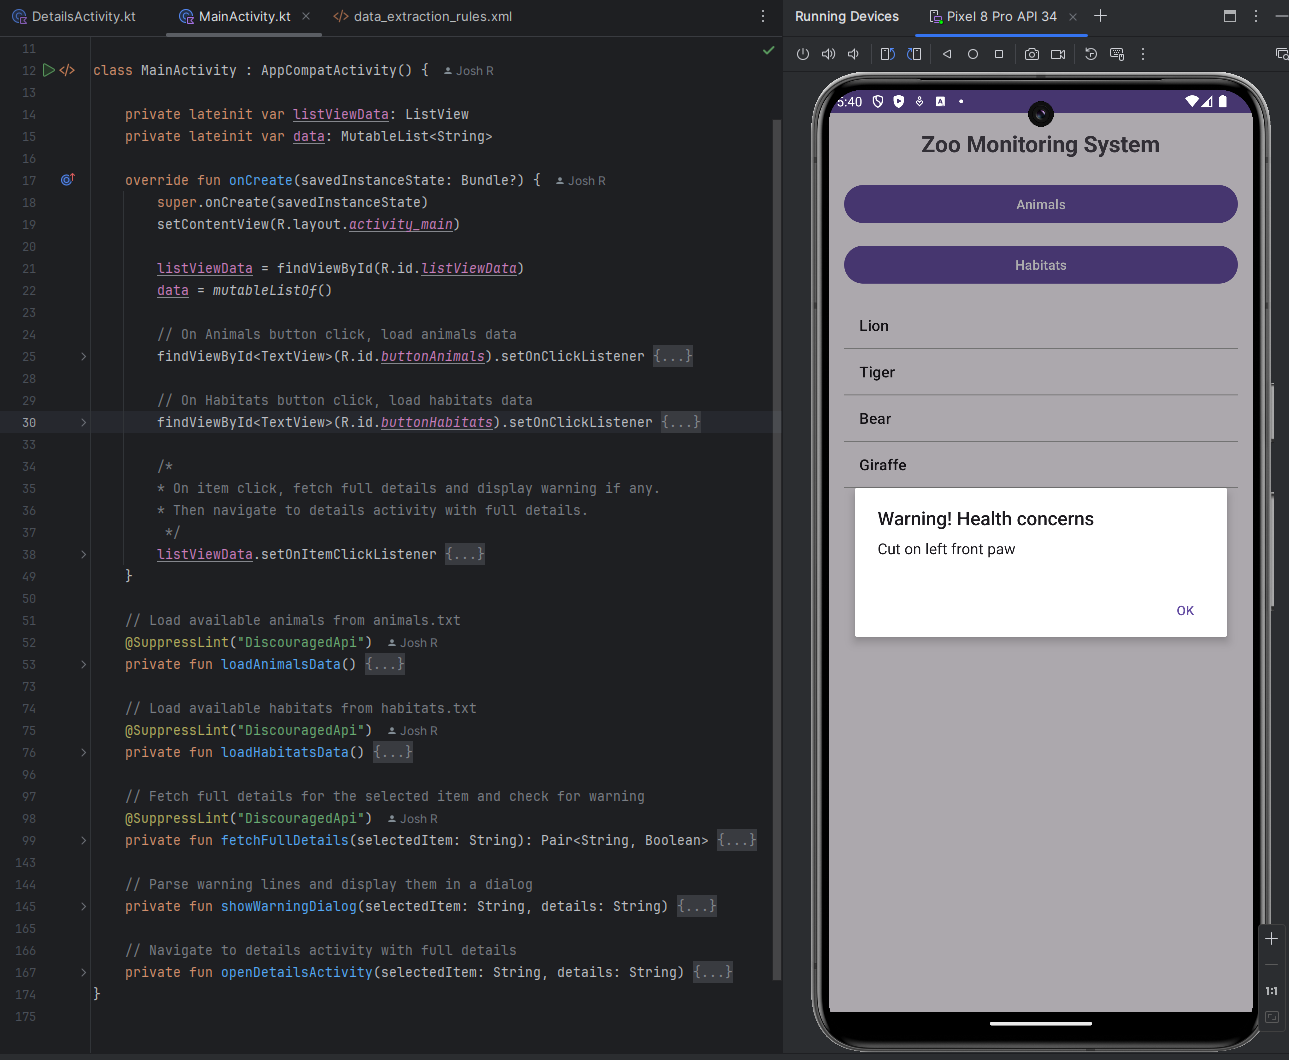 DetailsActivity.kt
MainActivity.kt
data_extraction_rules.xml
Running Devices
Pixel 8 Pro API 34
11
12 class MainActivity : AppCompatActivity() { Josh R
13
14 private lateinit var listViewData: ListView
15 private lateinit var data: MutableList<String>
16
17 override fun onCreate(savedInstanceState: Bundle?) { Josh R
18 super.onCreate(savedInstanceState)
19 setContentView(R.layout.activity_main)
20
21 listViewData = findViewById(R.id.listViewData)
22 data = mutableListOf()
23
24 // On Animals button click, load animals data
25 findViewById<TextView>(R.id.buttonAnimals).setOnClickListener {...}
28
29 // On Habitats button click, load habitats data
30 findViewById<TextView>(R.id.buttonHabitats).setOnClickListener {...}
33
34 /*
35 * On item click, fetch full details and display warning if any.
36 * Then navigate to details activity with full details.
37 */
38 listViewData.setOnItemClickListener {...}
49 }
50
51 // Load available animals from animals.txt
52 @SuppressLint("DiscouragedApi") Josh R
53 private fun loadAnimalsData() {...}
73
74 // Load available habitats from habitats.txt
75 @SuppressLint("DiscouragedApi") Josh R
76 private fun loadHabitatsData() {...}
96
97 // Fetch full details for the selected item and check for warning
98 @SuppressLint("DiscouragedApi") Josh R
99 private fun fetchFullDetails(selectedItem: String): Pair<String, Boolean> {...}
143
144 // Parse warning lines and display them in a dialog
145 private fun showWarningDialog(selectedItem: String, details: String) {...}
165
166 // Navigate to details activity with full details
167 private fun openDetailsActivity(selectedItem: String, details: String) {...}
174 }
175
5:40
Zoo Monitoring System
Animals
Habitats
Lion
Tiger
Bear
Giraffe
Warning! Health concerns
Cut on left front paw
OK
1:1